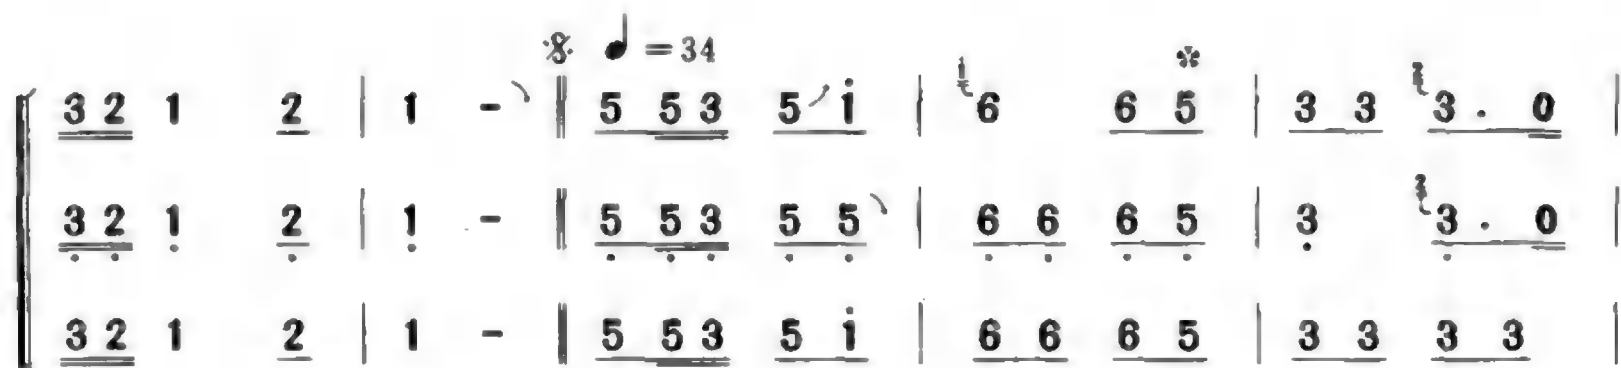 𝄋 ♩ = 34
3 2 1 2 | 1 - ‖ 5 5 3 5 i | 6 6 5 | 3 3 3 . 0 |
3 2 1 2 | 1 - ‖ 5 5 3 5 5 | 6 6 6 5 | 3 3 . 0 |
3 2 1 2 | 1 - ‖ 5 5 3 5 i | 6 6 6 5 | 3 3 3 3 |